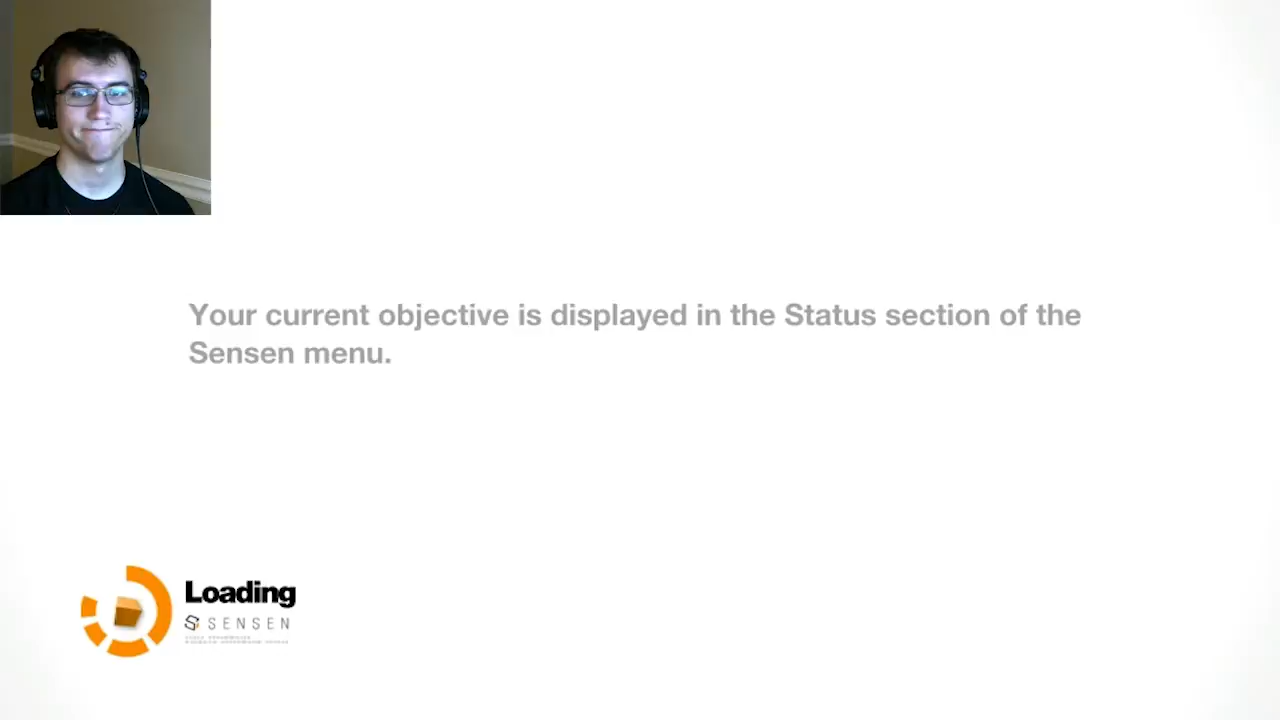 Your current objective is displayed in the Status section of the
Sensen menu.
Loading
SENSEN